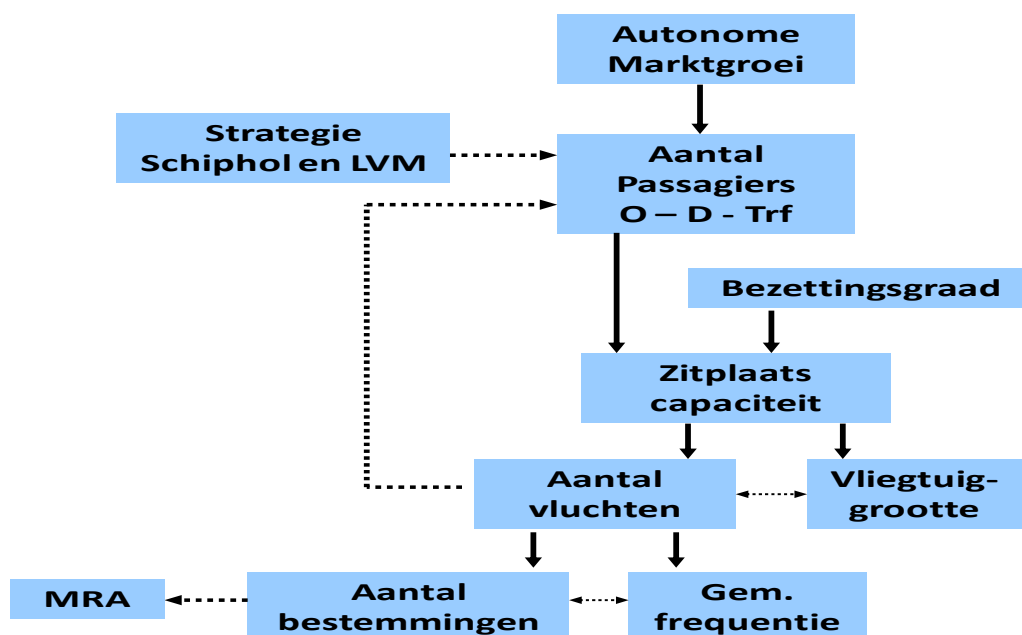 Autonome
Marktgroei
Strategie
Schiphol en LVM
Aantal
Passagiers
O – D - Trf
Bezettingsgraad
Zitplaats
capaciteit
Aantal
vluchten
Vliegtuig-
grootte
MRA
Aantal
bestemmingen
Gem.
frequentie